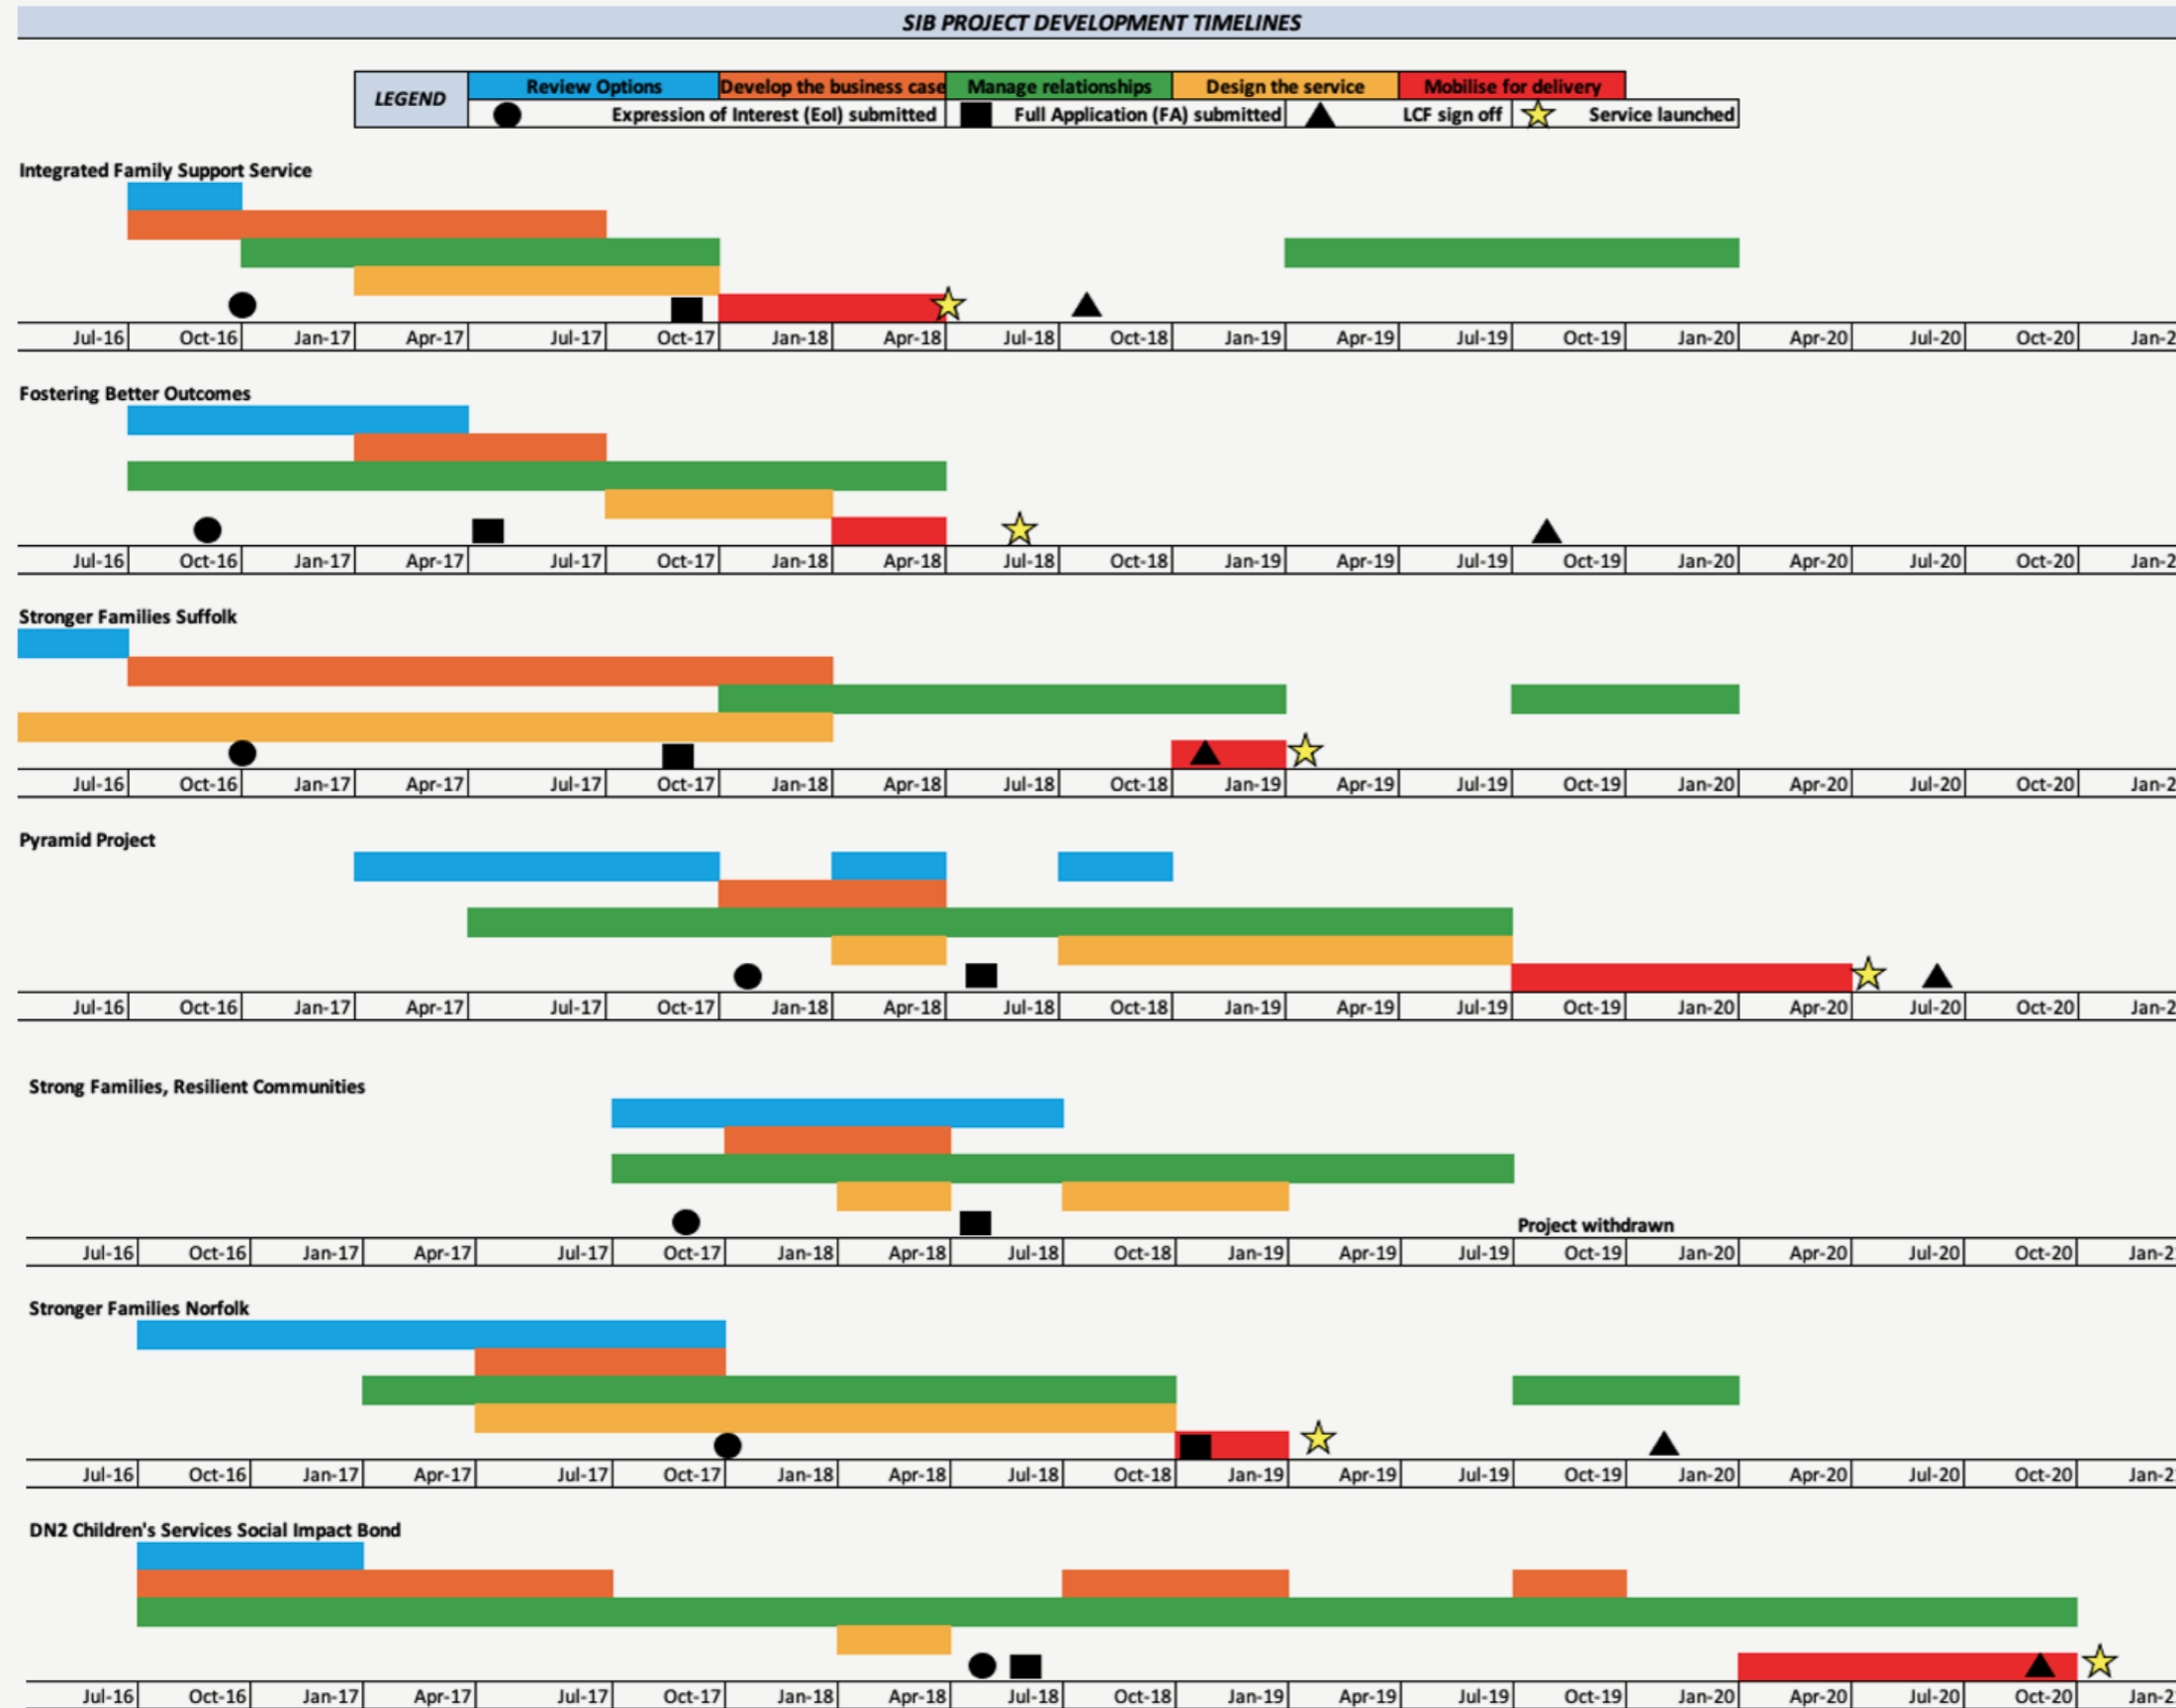 SIB PROJECT DEVELOPMENT TIMELINES
LEGEND Review Options Develop the business case Manage relationships Design the service Mobilise for delivery
Expression of Interest (EoI) submitted Full Application (FA) submitted LCF sign off Service launched
Integrated Family Support Service
Jul-16 Oct-16 Jan-17 Apr-17 Jul-17 Oct-17 Jan-18 Apr-18 Jul-18 Oct-18 Jan-19 Apr-19 Jul-19 Oct-19 Jan-20 Apr-20 Jul-20 Oct-20 Jan-2
Fostering Better Outcomes
Jul-16 Oct-16 Jan-17 Apr-17 Jul-17 Oct-17 Jan-18 Apr-18 Jul-18 Oct-18 Jan-19 Apr-19 Jul-19 Oct-19 Jan-20 Apr-20 Jul-20 Oct-20 Jan-2
Stronger Families Suffolk
Jul-16 Oct-16 Jan-17 Apr-17 Jul-17 Oct-17 Jan-18 Apr-18 Jul-18 Oct-18 Jan-19 Apr-19 Jul-19 Oct-19 Jan-20 Apr-20 Jul-20 Oct-20 Jan-2
Pyramid Project
Jul-16 Oct-16 Jan-17 Apr-17 Jul-17 Oct-17 Jan-18 Apr-18 Jul-18 Oct-18 Jan-19 Apr-19 Jul-19 Oct-19 Jan-20 Apr-20 Jul-20 Oct-20 Jan-2
Strong Families, Resilient Communities
Project withdrawn
Jul-16 Oct-16 Jan-17 Apr-17 Jul-17 Oct-17 Jan-18 Apr-18 Jul-18 Oct-18 Jan-19 Apr-19 Jul-19 Oct-19 Jan-20 Apr-20 Jul-20 Oct-20 Jan-2
Stronger Families Norfolk
Jul-16 Oct-16 Jan-17 Apr-17 Jul-17 Oct-17 Jan-18 Apr-18 Jul-18 Oct-18 Jan-19 Apr-19 Jul-19 Oct-19 Jan-20 Apr-20 Jul-20 Oct-20 Jan-2
DN2 Children's Services Social Impact Bond
Jul-16 Oct-16 Jan-17 Apr-17 Jul-17 Oct-17 Jan-18 Apr-18 Jul-18 Oct-18 Jan-19 Apr-19 Jul-19 Oct-19 Jan-20 Apr-20 Jul-20 Oct-20 Jan-2